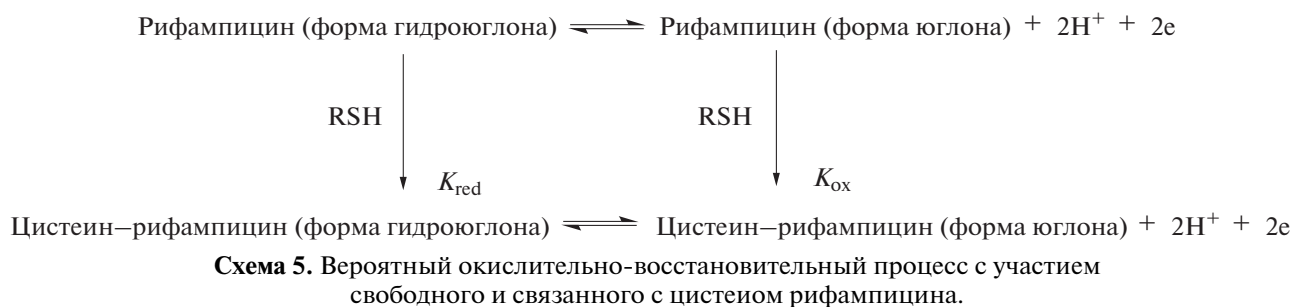 Рифампицин (форма гидроюглона) ⇌ Рифампицин (форма юглона) + 2H⁺ + 2e
RSH RSH
K_red K_ox
Цистеин–рифампицин (форма гидроюглона) ⇌ Цистеин–рифампицин (форма юглона) + 2H⁺ + 2e
Схема 5. Вероятный окислительно-восстановительный процесс с участием
свободного и связанного с цистеиом рифампицина.